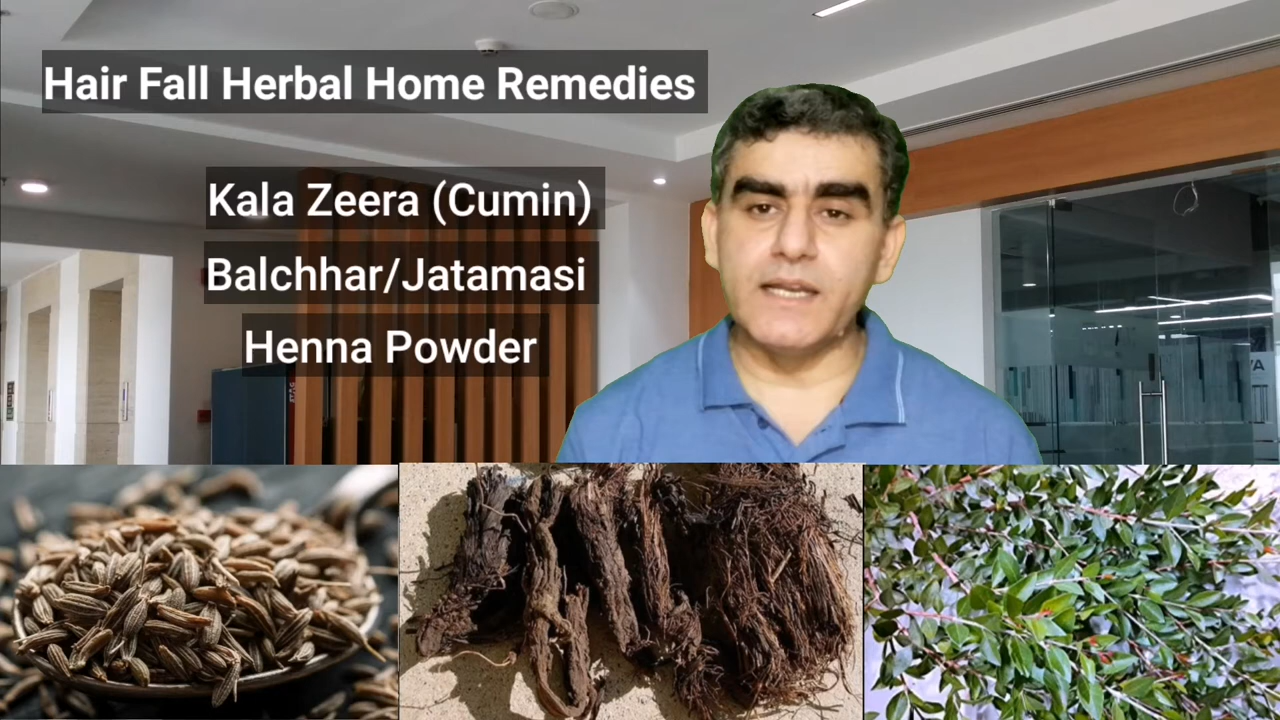 Hair Fall Herbal Home Remedies
Kala Zeera (Cumin)
Balchhar/Jatamasi
Henna Powder